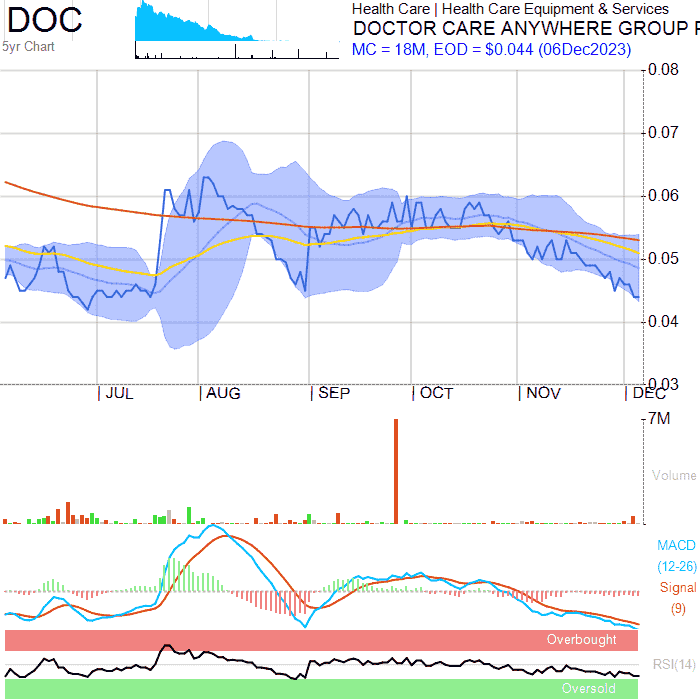 DOC
5yr Chart
Health Care | Health Care Equipment & Services
DOCTOR CARE ANYWHERE GROUP P
MC = 18M, EOD = $0.044 (06Dec2023)
0.08
0.07
0.06
0.05
0.04
0.03
JUL AUG SEP OCT NOV DEC
7M
Volume
MACD
(12-26)
Signal
(9)
Overbought
RSI(14)
Oversold